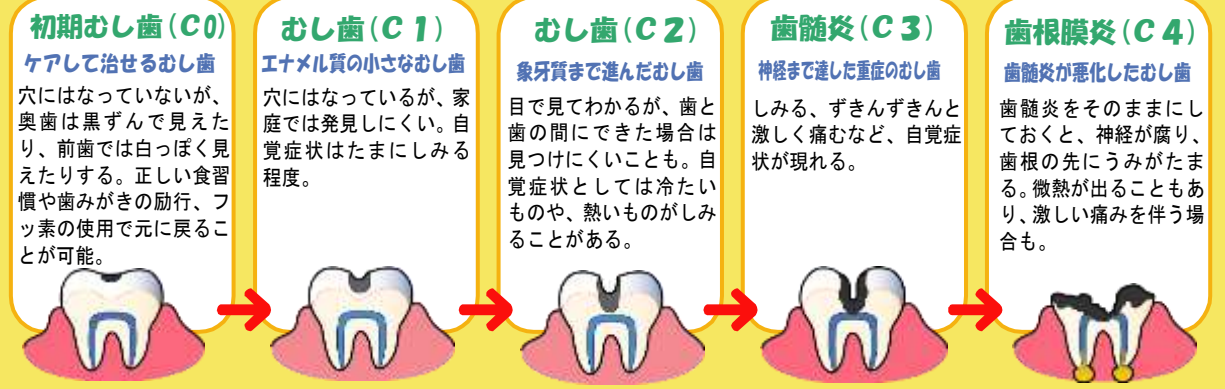 初期むし歯(C0)
ケアして治せるむし歯
穴にはなっていないが、
奥歯は黒ずんで見えた
り、前歯では白っぽく見
えたりする。正しい食習
慣や歯みがきの励行、フ
ッ素の使用で元に戻るこ
とが可能。
むし歯(C1)
エナメル質の小さなむし歯
穴にはなっているが、家
庭では発見しにくい。自
覚症状はたまにしみる
程度。
むし歯(C2)
象牙質まで進んだむし歯
目で見てわかるが、歯と
歯の間にできた場合は
見つけにくいことも。自
覚症状としては冷たい
ものや、熱いものがしみ
ることがある。
歯髄炎(C3)
神経まで達した重症のむし歯
しみる、ずきんずきんと
激しく痛むなど、自覚症
状が現れる。
歯根膜炎(C4)
歯髄炎が悪化したむし歯
歯髄炎をそのままにし
ておくと、神経が腐り、
歯根の先にうみがたま
る。微熱が出ることもあ
り、激しい痛みを伴う場
合も。